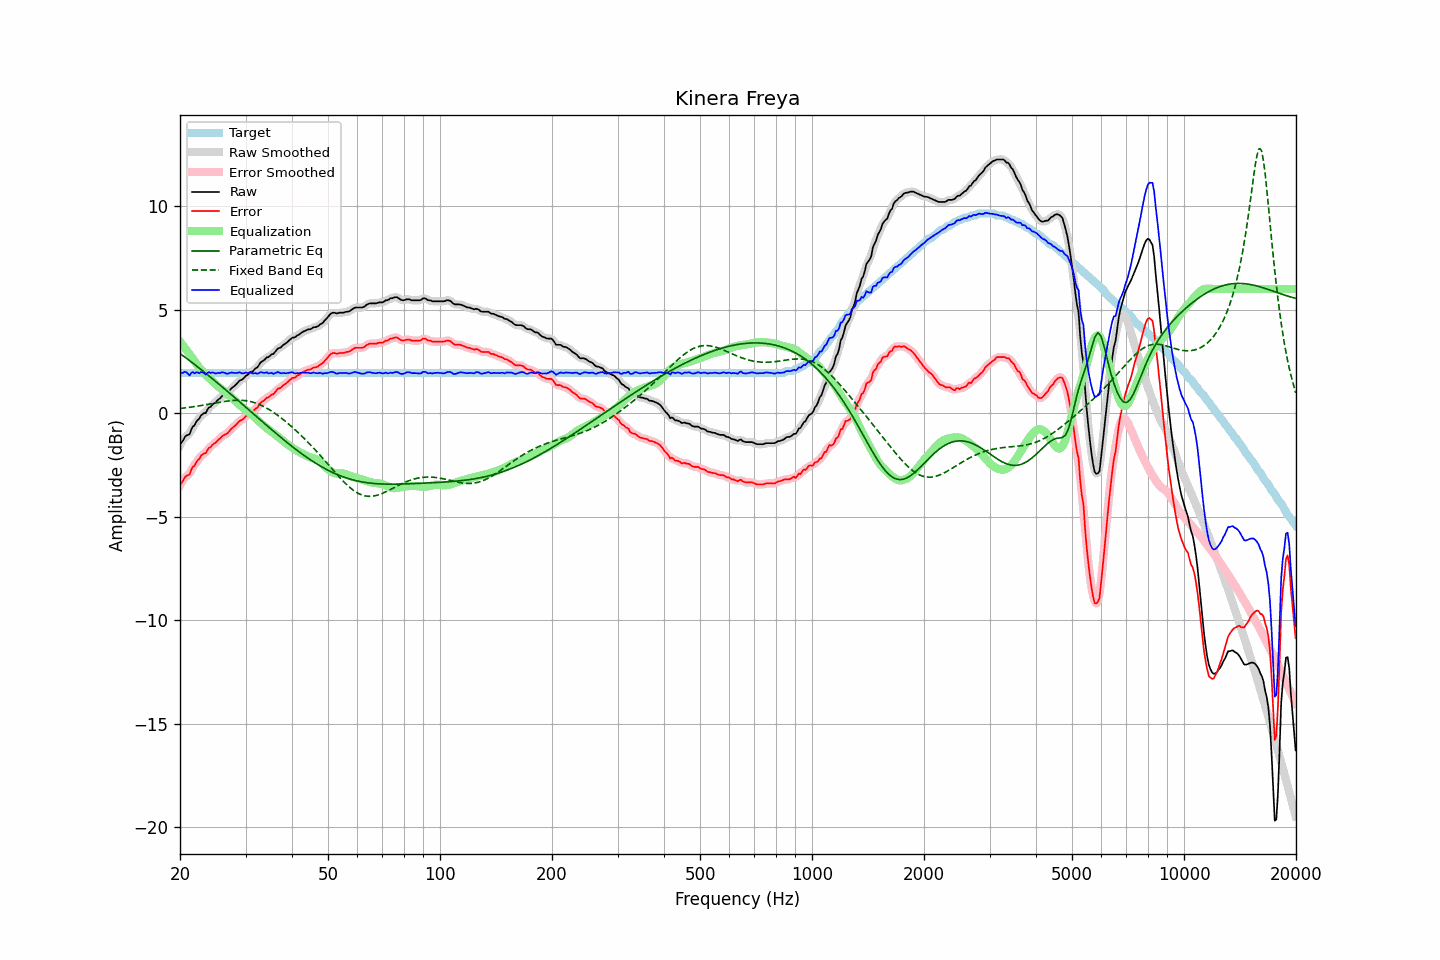 Kinera Freya
Target
Raw Smoothed
Error Smoothed
Raw
Error
Equalization
Parametric Eq
Fixed Band Eq
Equalized
Amplitude (dBr)
10
5
0
−5
−10
−15
−20
20 50 100 200 500 1000 2000 5000 10000 20000
Frequency (Hz)